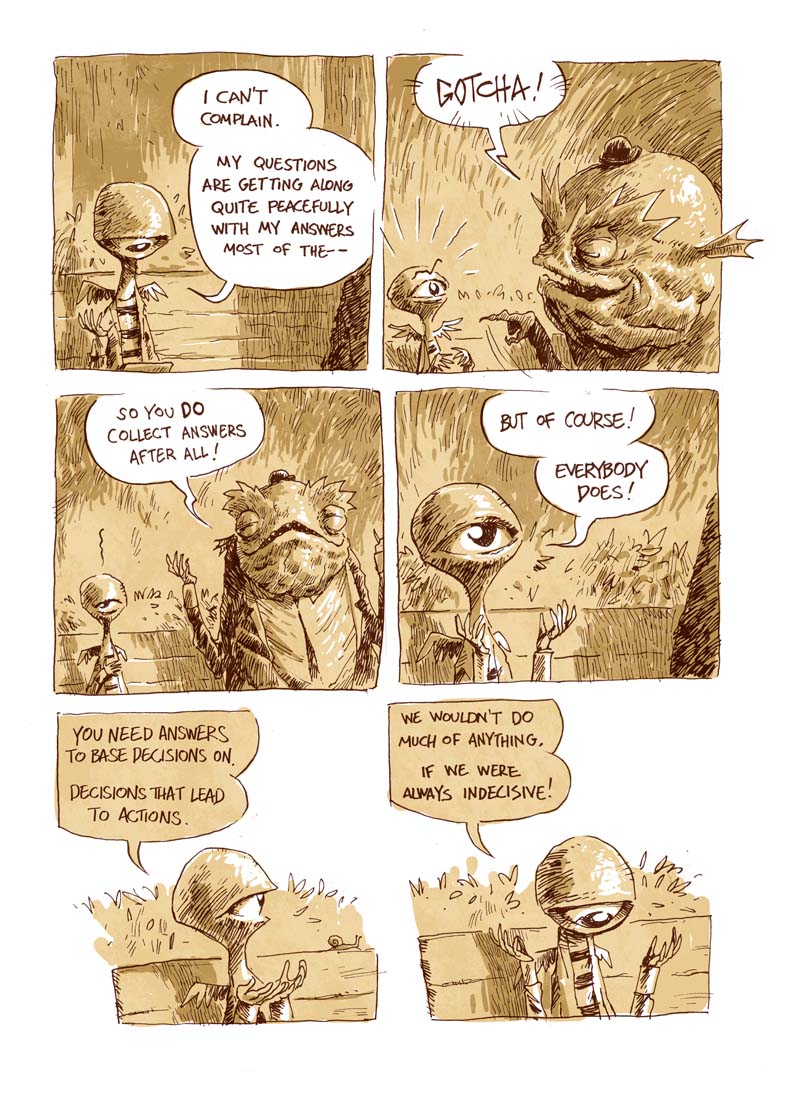 I CAN'T
COMPLAIN.
MY QUESTIONS
ARE GETTING ALONG
QUITE PEACEFULLY
WITH MY ANSWERS
MOST OF THE--
GOTCHA!
SO YOU DO
COLLECT ANSWERS
AFTER ALL!
BUT OF COURSE!
EVERYBODY
DOES!
YOU NEED ANSWERS
TO BASE DECISIONS ON.
DECISIONS THAT LEAD
TO ACTIONS.
WE WOULDN'T DO
MUCH OF ANYTHING,
IF WE WERE
ALWAYS INDECISIVE!